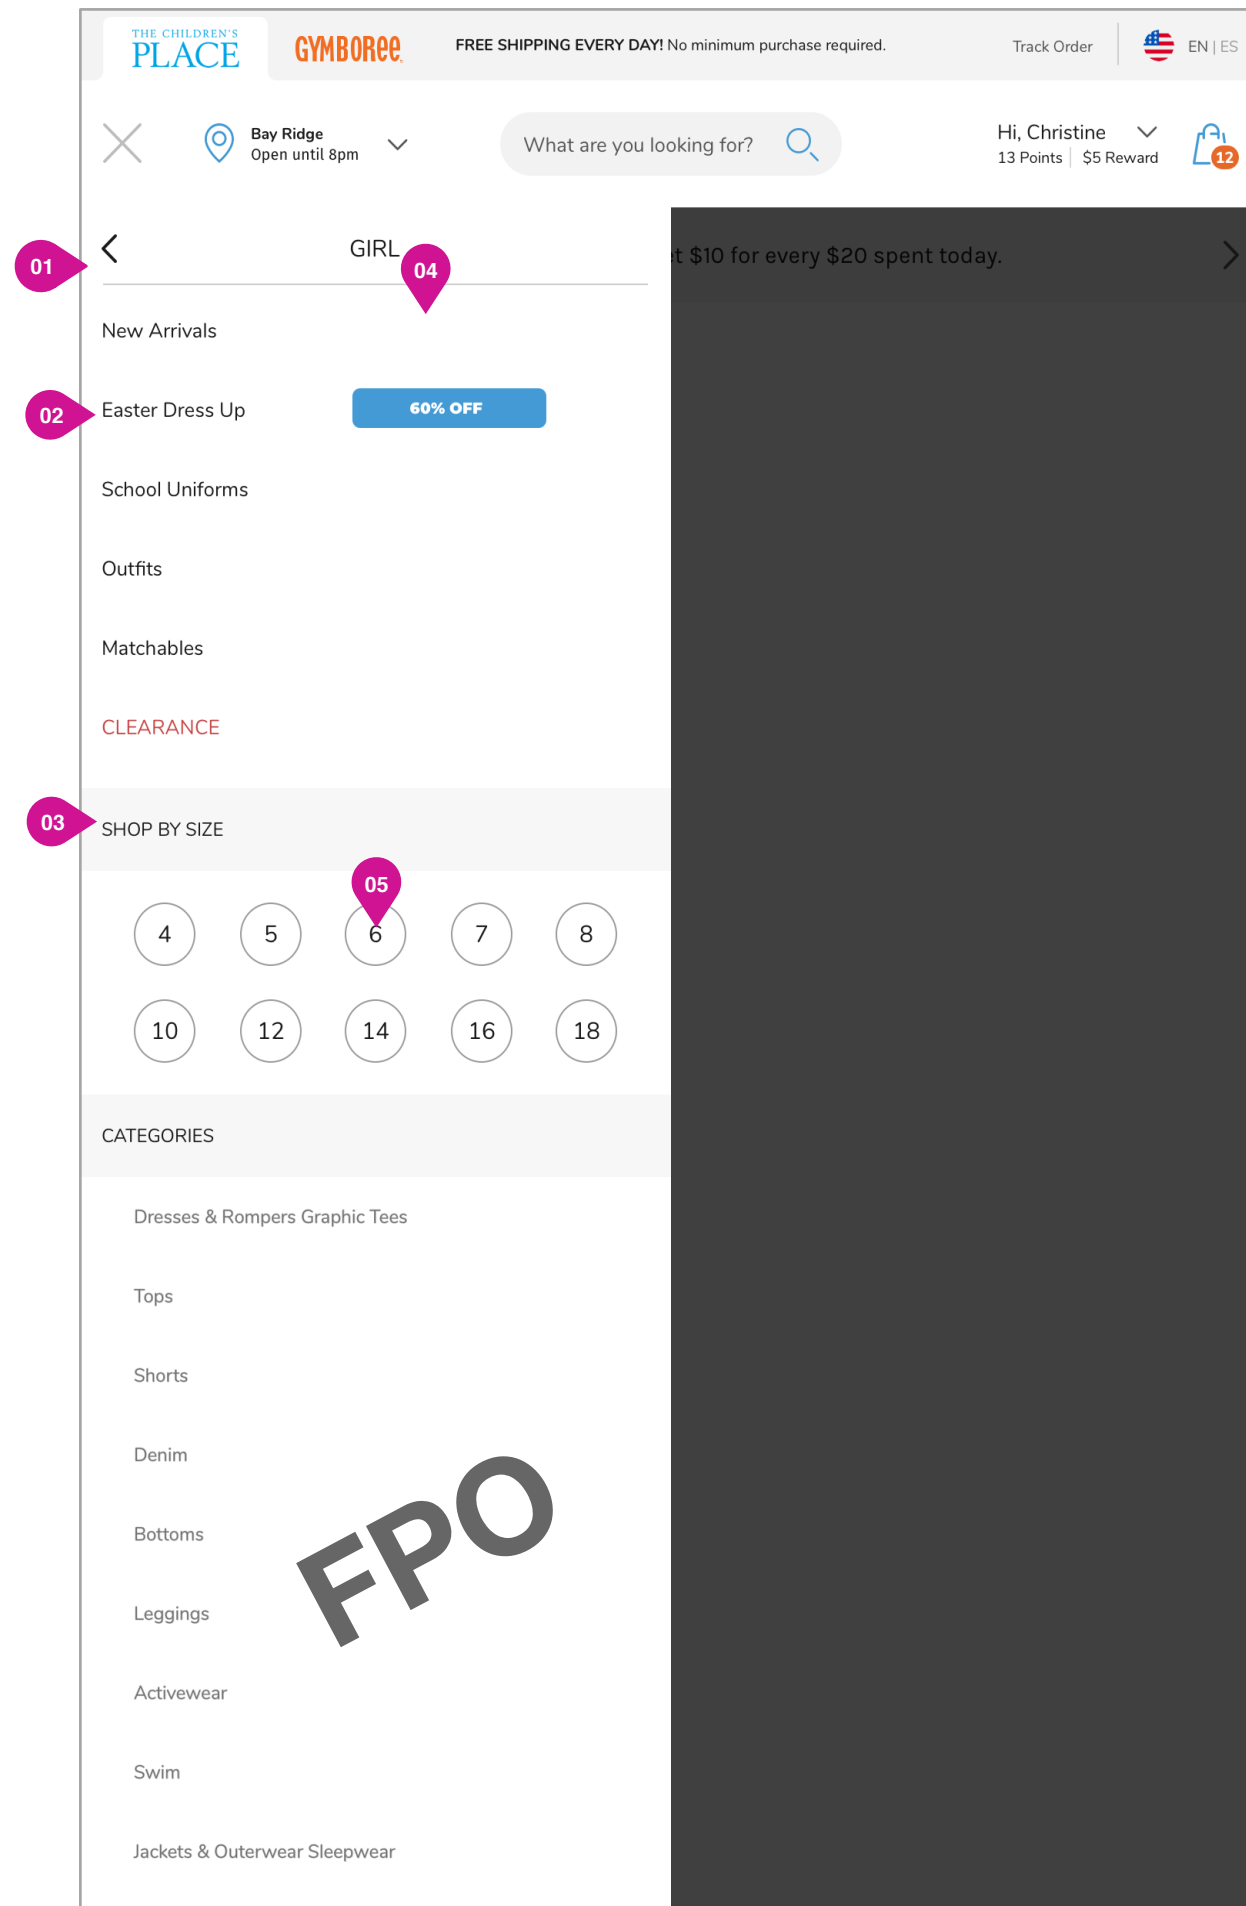 THE CHILDREN'S
PLACE
GYMBOREE
FREE SHIPPING EVERY DAY! No minimum purchase required.
Track Order
EN | ES
Bay Ridge
Open until 8pm
What are you looking for?
Hi, Christine
13 Points | $5 Reward
12
01
GIRL
04
$10 for every $20 spent today.
New Arrivals
02
Easter Dress Up
60% OFF
School Uniforms
Outfits
Matchables
CLEARANCE
03
SHOP BY SIZE
05
4 5 6 7 8
10 12 14 16 18
CATEGORIES
Dresses & Rompers Graphic Tees
Tops
Shorts
Denim
Bottoms
FPO
Leggings
Activewear
Swim
Jackets & Outerwear Sleepwear